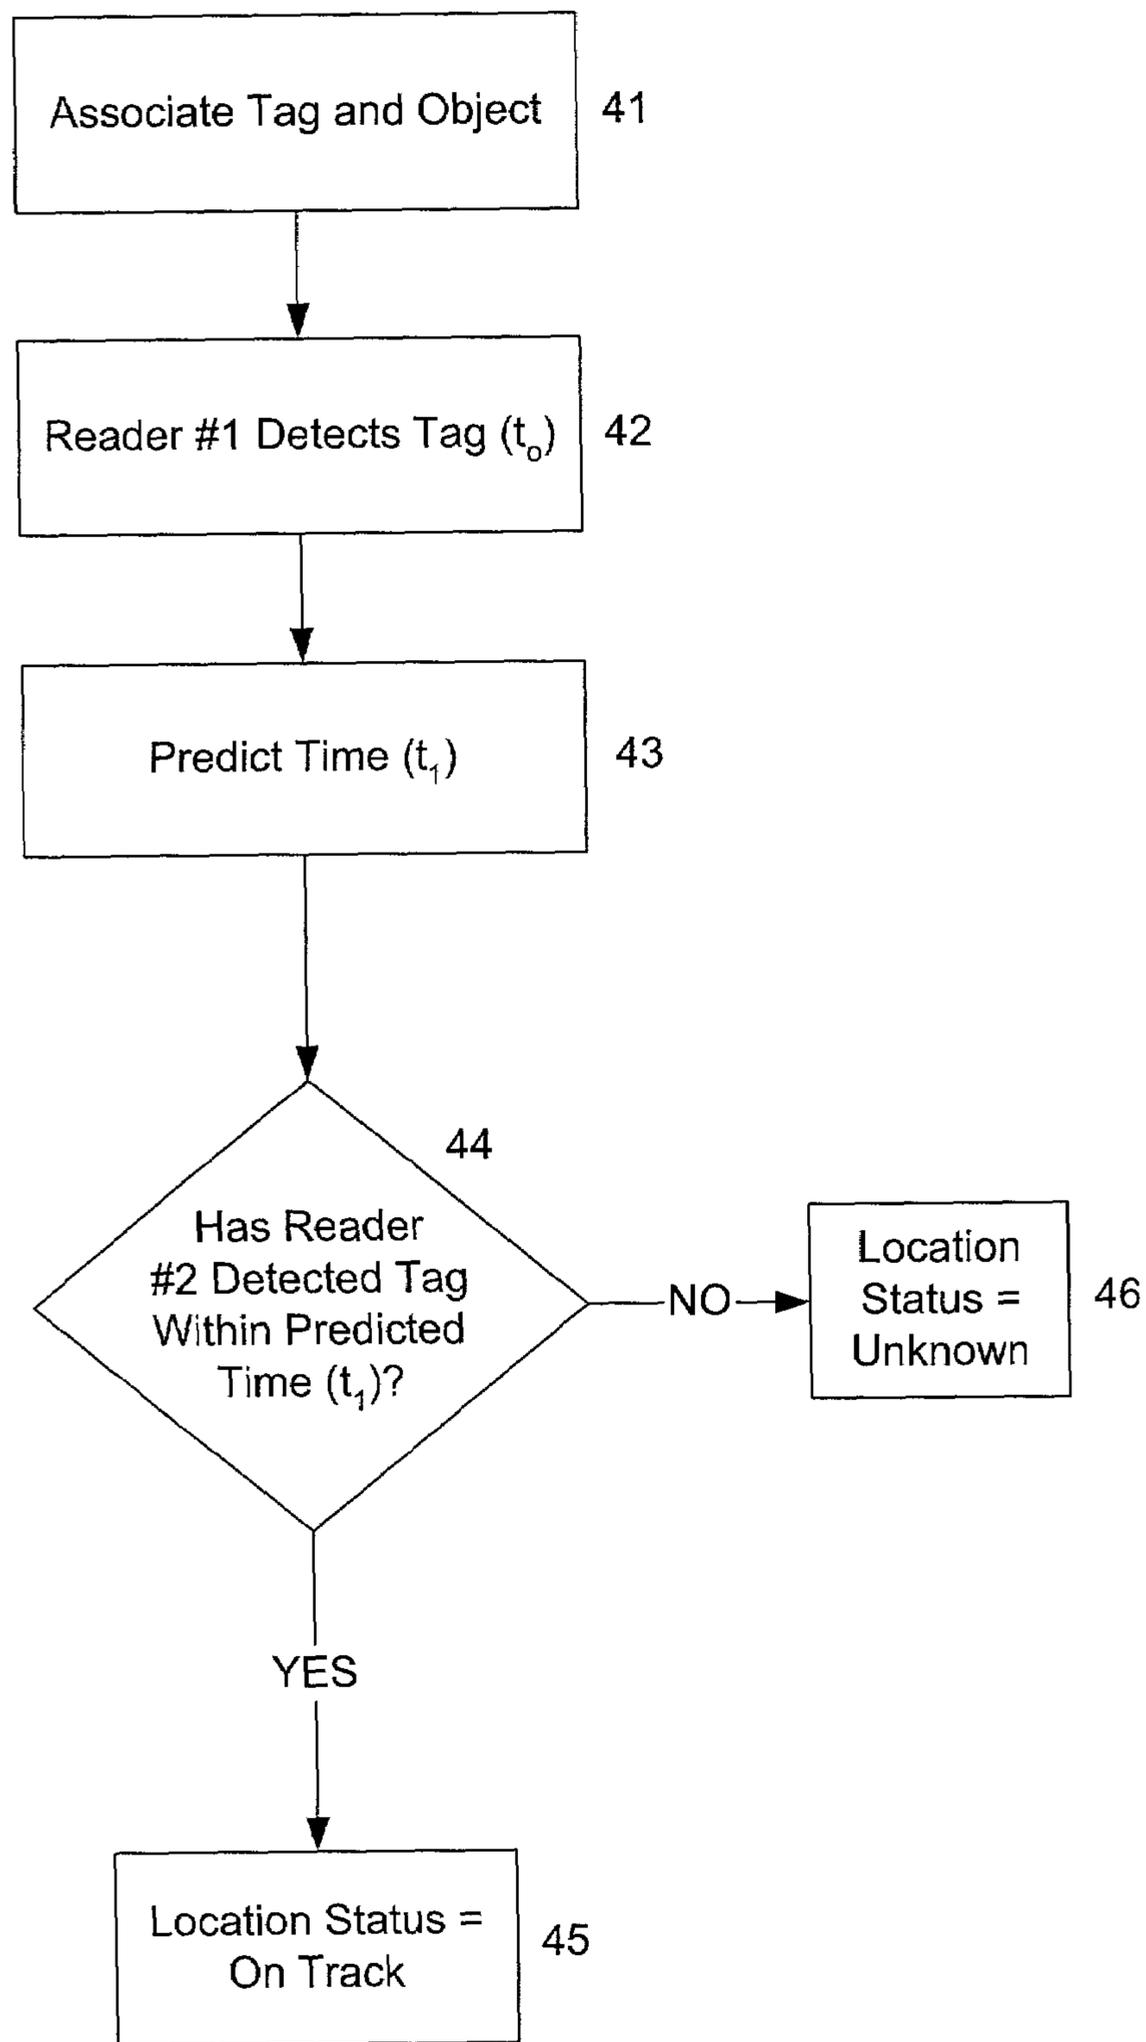 Associate Tag and Object
41
Reader #1 Detects Tag (to)
42
Predict Time (t1)
43
44
Has Reader
#2 Detected Tag
Within Predicted
Time (t1)?
NO
Location
Status =
Unknown
46
YES
Location Status =
On Track
45